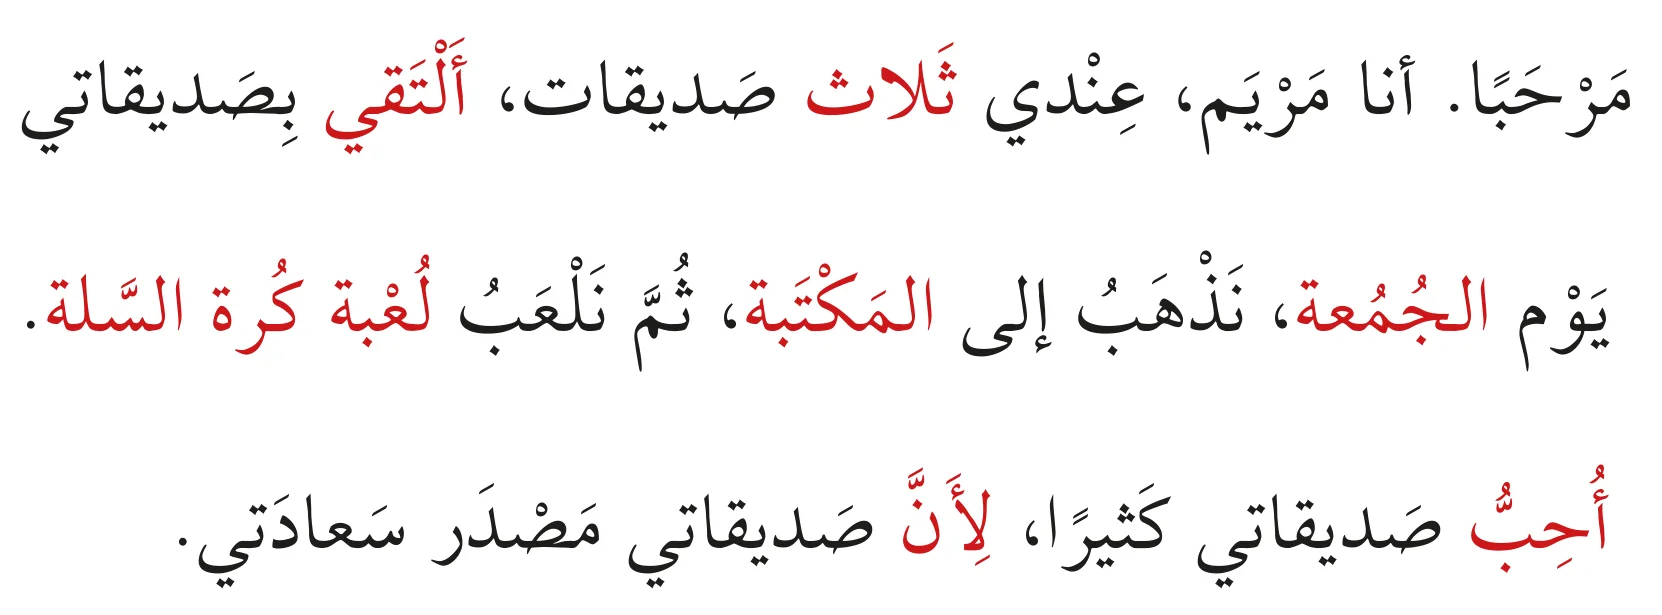 مَرْحَبًا. أنا مَرْيَم، عِنْدي ثَلاث صَديقات، أَلْتَقي بِصَديقاتي
يَوْم الجُمُعة، نَذْهَبُ إلى المَكْتَبة، ثُمَّ نَلْعَبُ لُعْبة كُرة السَّلة.
أُحِبُّ صَديقاتي كَثيرًا، لِأَنَّ صَديقاتي مَصْدَر سَعادَتي.